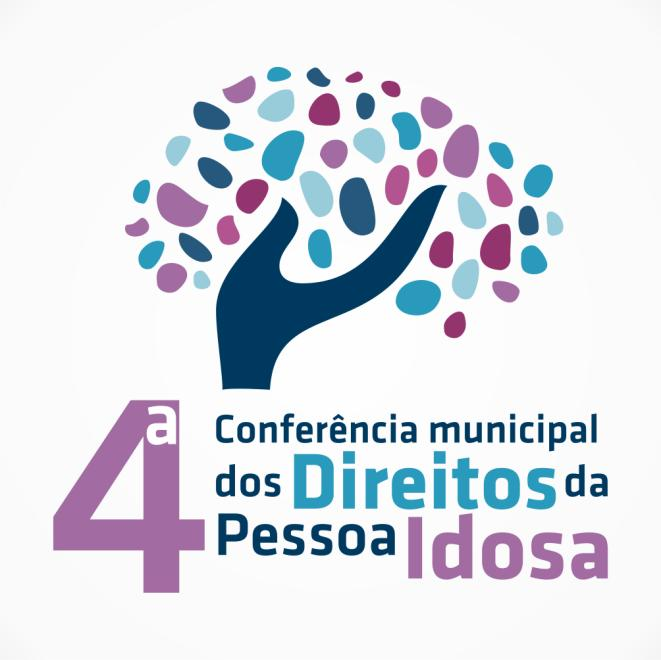 4ª
Conferência municipal
dos Direitos da
Pessoa Idosa